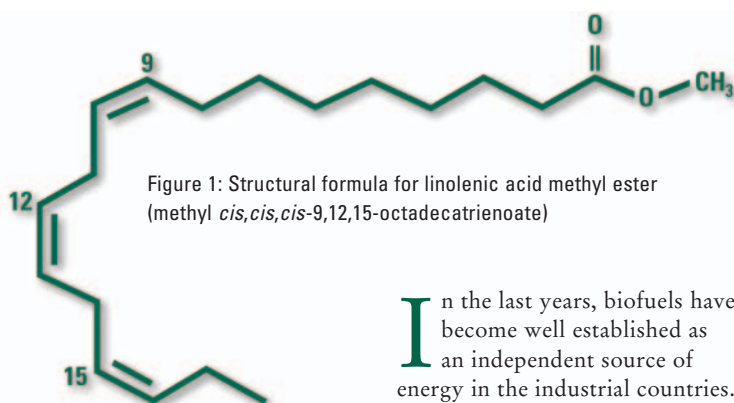 O
9
O
CH3
Figure 1: Structural formula for linolenic acid methyl ester
(methyl cis,cis,cis-9,12,15-octadecatrienoate)
12
15
In the last years, biofuels have
become well established as
an independent source of
energy in the industrial countries.